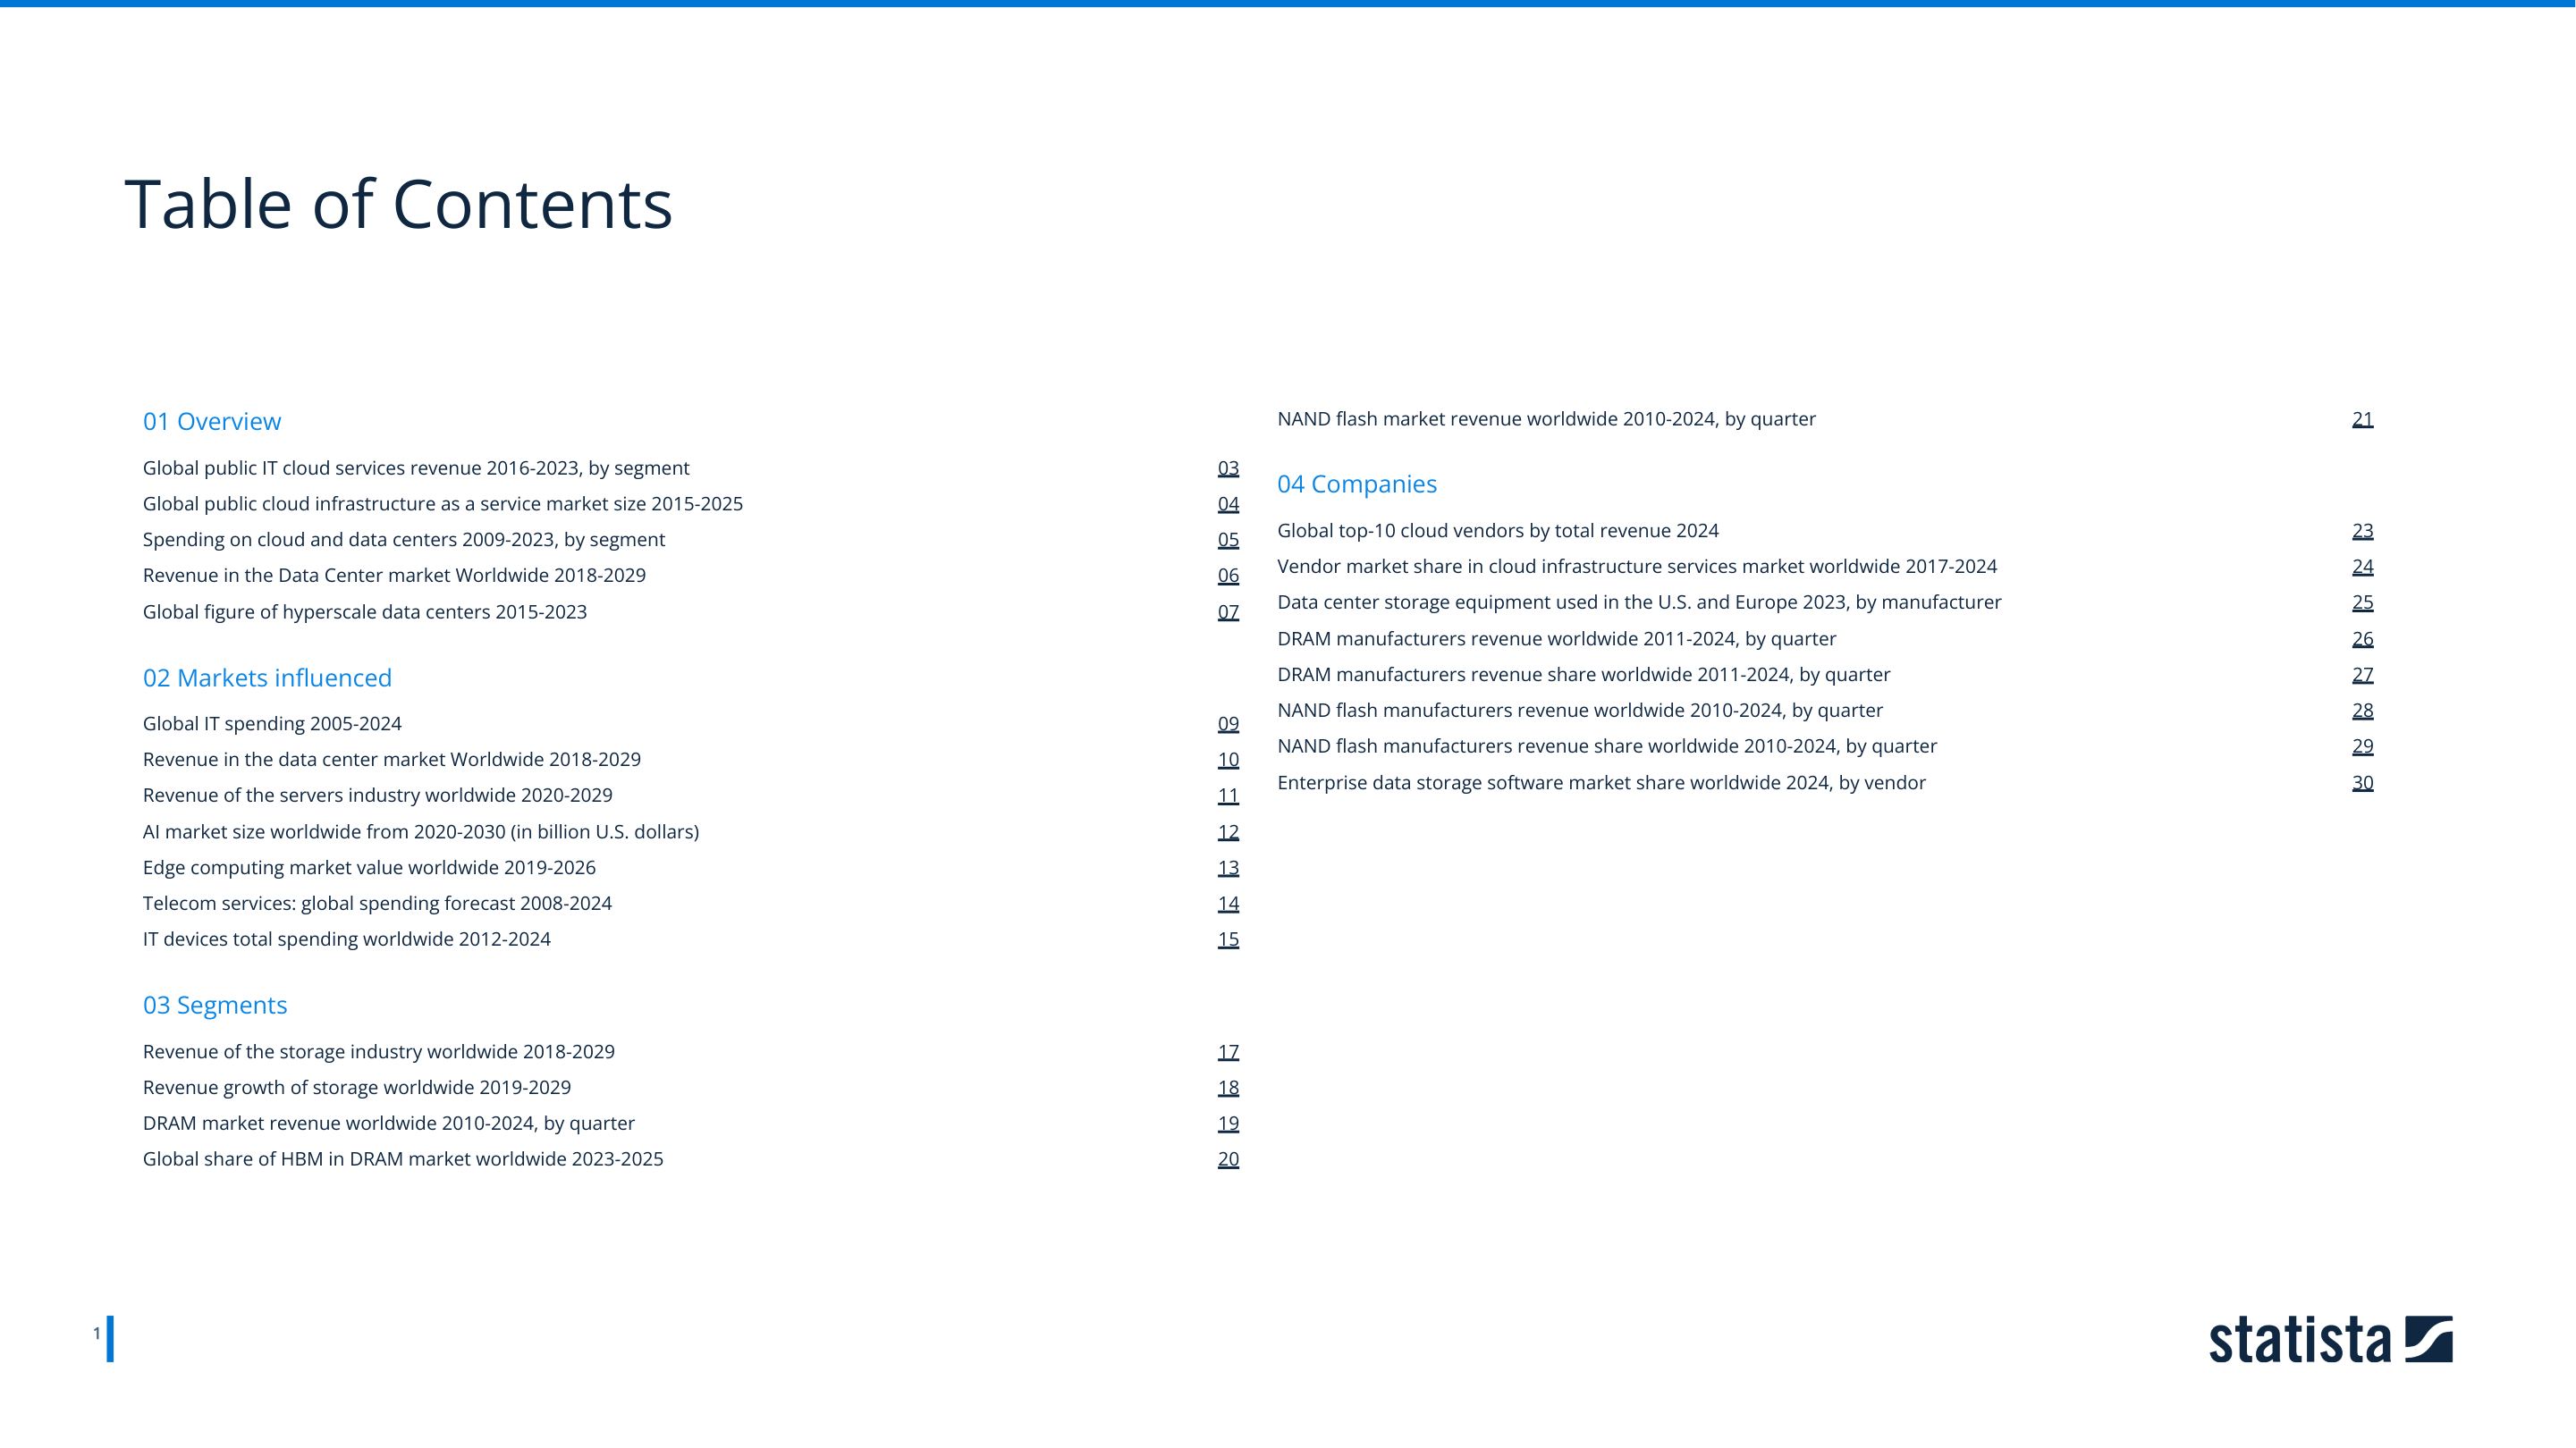 Table of Contents
01 Overview
Global public IT cloud services revenue 2016-2023, by segment 03
Global public cloud infrastructure as a service market size 2015-2025 04
Spending on cloud and data centers 2009-2023, by segment 05
Revenue in the Data Center market Worldwide 2018-2029 06
Global figure of hyperscale data centers 2015-2023 07
02 Markets influenced
Global IT spending 2005-2024 09
Revenue in the data center market Worldwide 2018-2029 10
Revenue of the servers industry worldwide 2020-2029 11
AI market size worldwide from 2020-2030 (in billion U.S. dollars) 12
Edge computing market value worldwide 2019-2026 13
Telecom services: global spending forecast 2008-2024 14
IT devices total spending worldwide 2012-2024 15
03 Segments
Revenue of the storage industry worldwide 2018-2029 17
Revenue growth of storage worldwide 2019-2029 18
DRAM market revenue worldwide 2010-2024, by quarter 19
Global share of HBM in DRAM market worldwide 2023-2025 20
NAND flash market revenue worldwide 2010-2024, by quarter 21
04 Companies
Global top-10 cloud vendors by total revenue 2024 23
Vendor market share in cloud infrastructure services market worldwide 2017-2024 24
Data center storage equipment used in the U.S. and Europe 2023, by manufacturer 25
DRAM manufacturers revenue worldwide 2011-2024, by quarter 26
DRAM manufacturers revenue share worldwide 2011-2024, by quarter 27
NAND flash manufacturers revenue worldwide 2010-2024, by quarter 28
NAND flash manufacturers revenue share worldwide 2010-2024, by quarter 29
Enterprise data storage software market share worldwide 2024, by vendor 30
1
statista